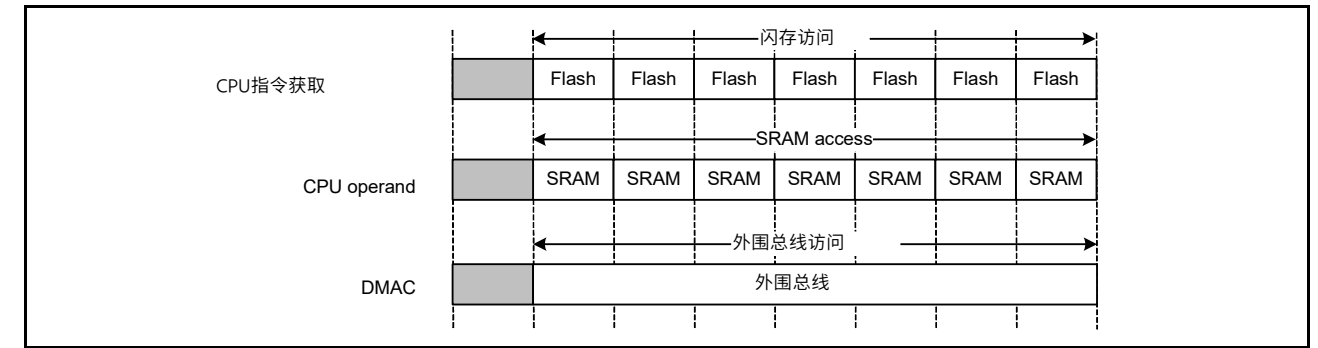 闪存访问
CPU指令获取 Flash Flash Flash Flash Flash Flash Flash
SRAM access
CPU operand SRAM SRAM SRAM SRAM SRAM SRAM SRAM
外围总线访问
DMAC 外围总线